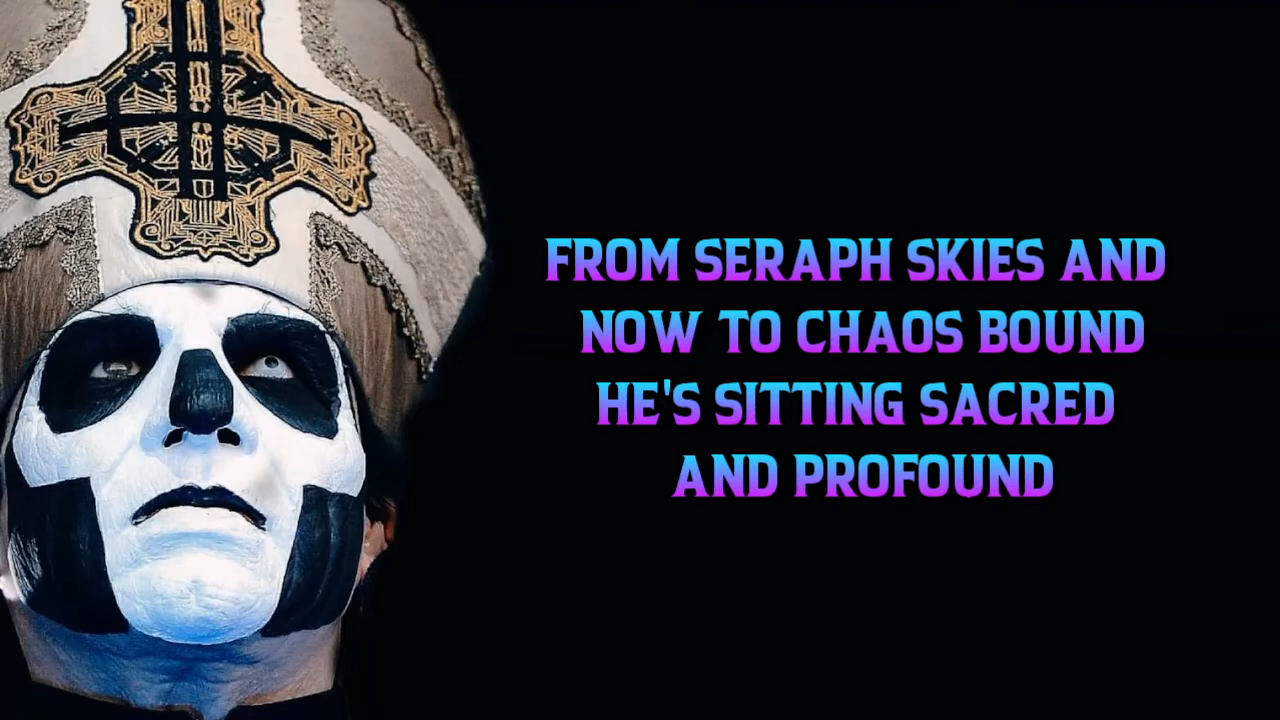 FROM SERAPH SKIES AND
NOW TO CHAOS BOUND
HE'S SITTING SACRED
AND PROFOUND